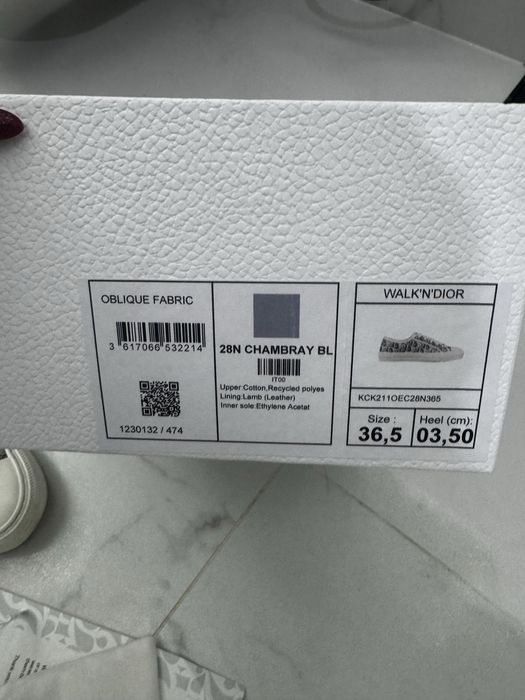 OBLIQUE FABRIC
3 617066 532214
1230132 / 474
28N CHAMBRAY BL
IT00
Upper:Cotton,Recycled polyes
Lining:Lamb (Leather)
Inner sole:Ethylene Acetat
WALK'N'DIOR
KCK211OEC28N365
Size :
36,5
Heel (cm):
03,50